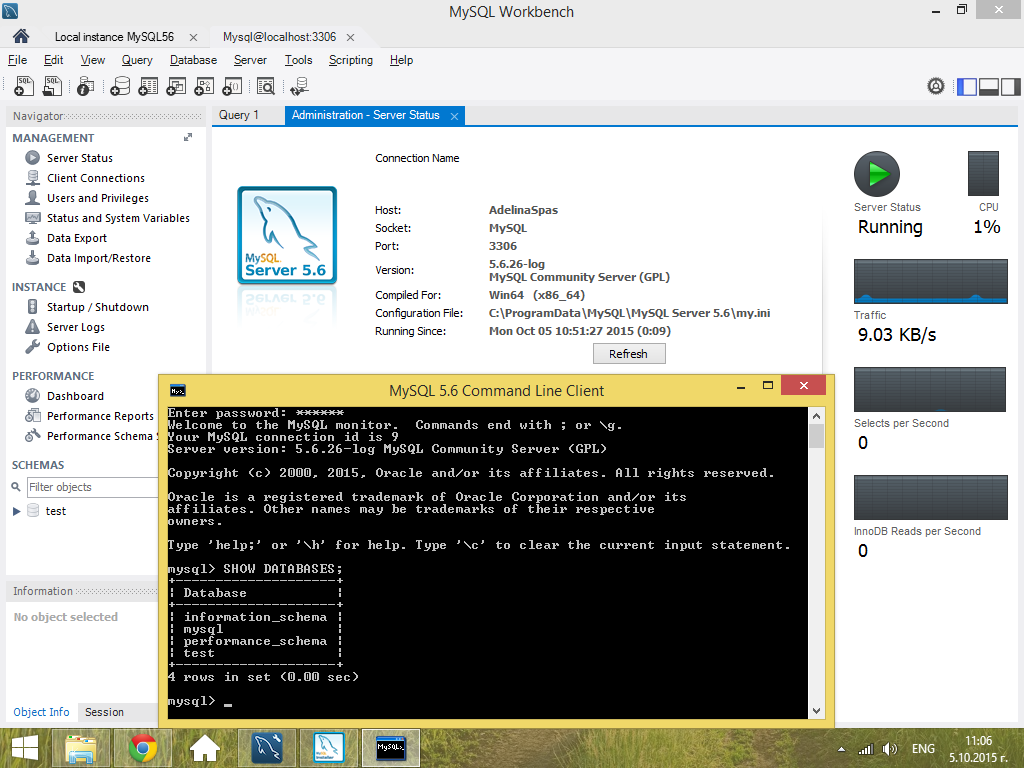 MySQL Workbench
Local instance MySQL56
Mysql@localhost:3306
File Edit View Query Database Server Tools Scripting Help
Navigator
MANAGEMENT
Server Status
Client Connections
Users and Privileges
Status and System Variables
Data Export
Data Import/Restore
INSTANCE
Startup / Shutdown
Server Logs
Options File
PERFORMANCE
Dashboard
Performance Reports
Performance Schema S
SCHEMAS
Filter objects
test
Information
No object selected
Object Info Session
Query 1
Administration - Server Status
Connection Name
MySQL
Server 5.6
Host: AdelinaSpas
Socket: MySQL
Port: 3306
Version: 5.6.26-log
MySQL Community Server (GPL)
Compiled For: Win64 (x86_64)
Configuration File: C:\ProgramData\MySQL\MySQL Server 5.6\my.ini
Running Since: Mon Oct 05 10:51:27 2015 (0:09)
Refresh
Server Status
Running
CPU
1%
Traffic
9.03 KB/s
Selects per Second
0
InnoDB Reads per Second
0
MySQL 5.6 Command Line Client
Enter password: ******
Welcome to the MySQL monitor.  Commands end with ; or \g.
Your MySQL connection id is 9
Server version: 5.6.26-log MySQL Community Server (GPL)
Copyright (c) 2000, 2015, Oracle and/or its affiliates. All rights reserved.
Oracle is a registered trademark of Oracle Corporation and/or its
affiliates. Other names may be trademarks of their respective
owners.
Type 'help;' or '\h' for help. Type '\c' to clear the current input statement.
mysql> SHOW DATABASES;
+--------------------+
| Database           |
+--------------------+
| information_schema |
| mysql              |
| performance_schema |
| test               |
+--------------------+
4 rows in set (0.00 sec)
mysql> _
ENG
11:06
5.10.2015 г.